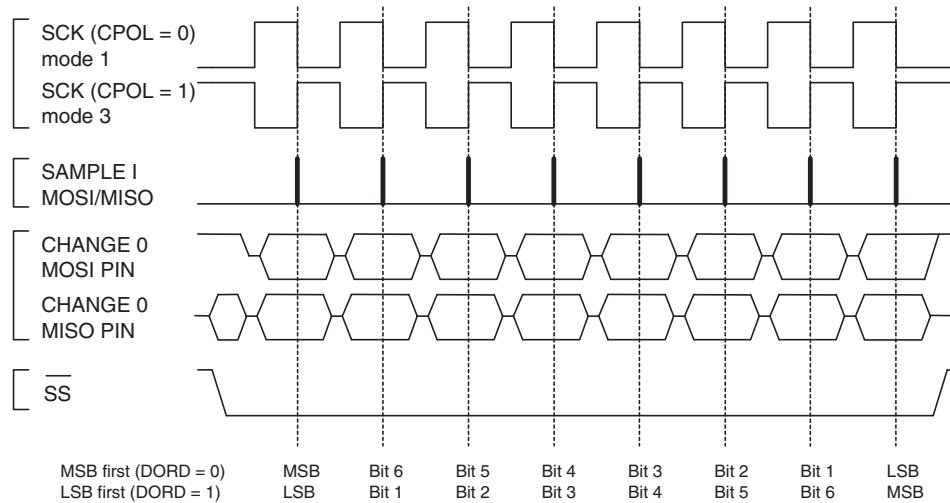 SCK (CPOL = 0)
mode 1
SCK (CPOL = 1)
mode 3
SAMPLE I
MOSI/MISO
CHANGE 0
MOSI PIN
CHANGE 0
MISO PIN
SS
MSB first (DORD = 0) MSB Bit 6 Bit 5 Bit 4 Bit 3 Bit 2 Bit 1 LSB
LSB first (DORD = 1) LSB Bit 1 Bit 2 Bit 3 Bit 4 Bit 5 Bit 6 MSB